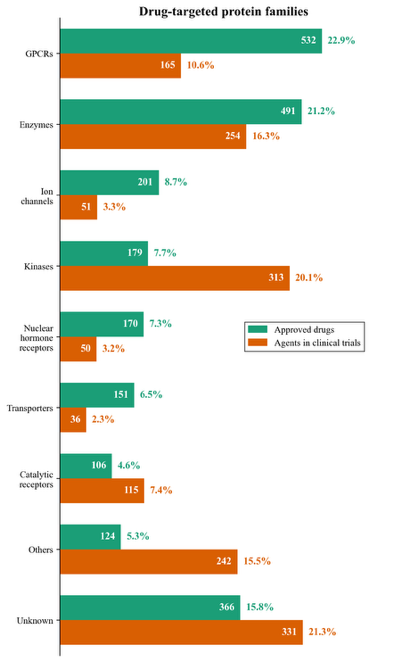 Drug-targeted protein families
GPCRs
532 22.9%
165 10.6%
Enzymes
491 21.2%
254 16.3%
Ion
channels
201 8.7%
51 3.3%
Kinases
179 7.7%
313 20.1%
Nuclear
hormone
receptors
170 7.3%
50 3.2%
Approved drugs
Agents in clinical trials
Transporters
151 6.5%
36 2.3%
Catalytic
receptors
106 4.6%
115 7.4%
Others
124 5.3%
242 15.5%
Unknown
366 15.8%
331 21.3%